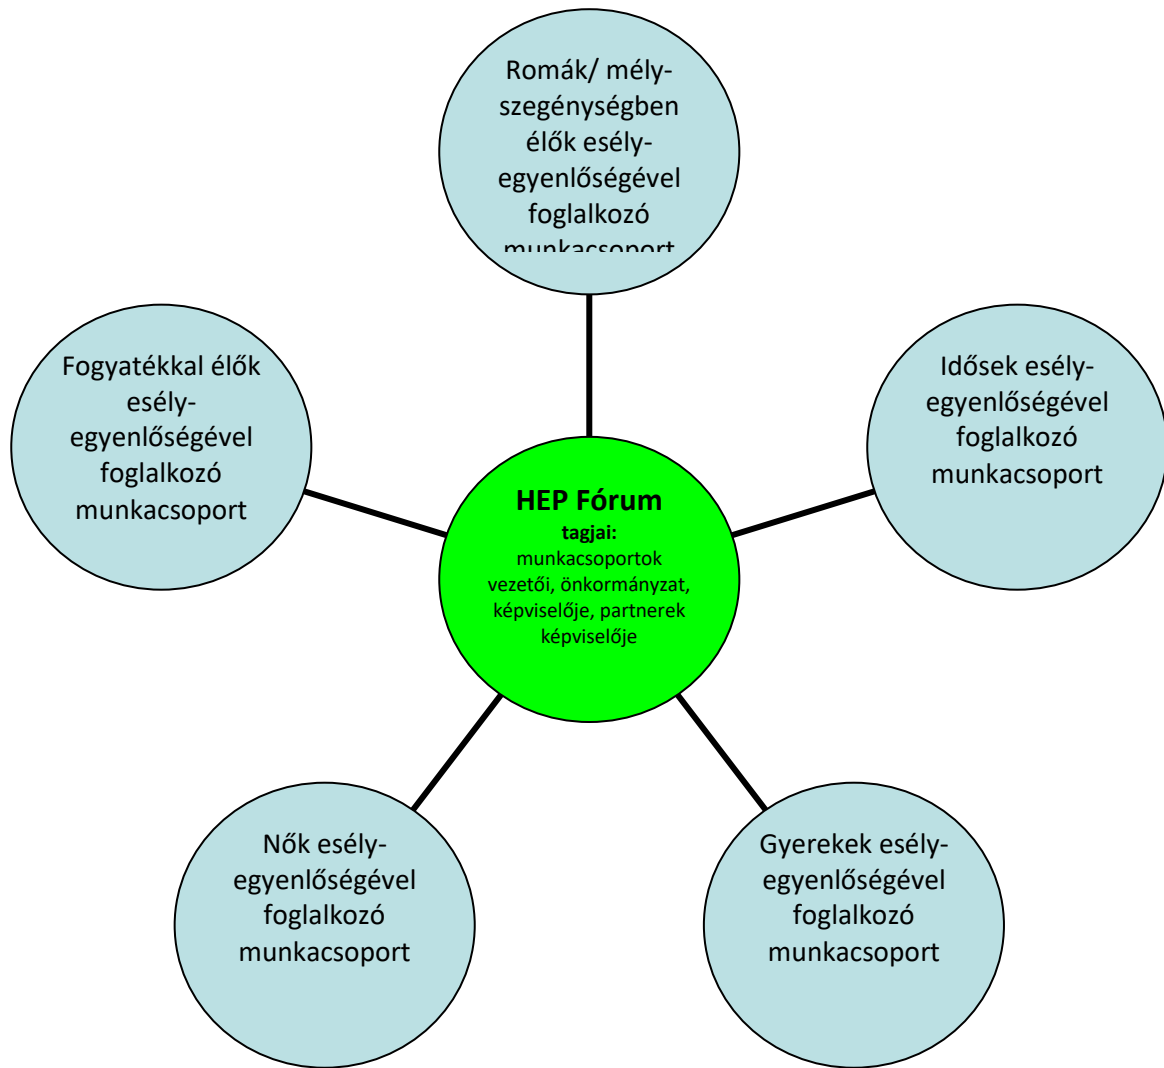 Romák/ mély-
szegénységben
élők esély-
egyenlőségével
foglalkozó
munkacsoport
Fogyatékkal élők
esély-
egyenlőségével
foglalkozó
munkacsoport
Idősek esély-
egyenlőségével
foglalkozó
munkacsoport
HEP Fórum
tagjai:
munkacsoportok
vezetői, önkormányzat,
képviselője, partnerek
képviselője
Nők esély-
egyenlőségével
foglalkozó
munkacsoport
Gyerekek esély-
egyenlőségével
foglalkozó
munkacsoport